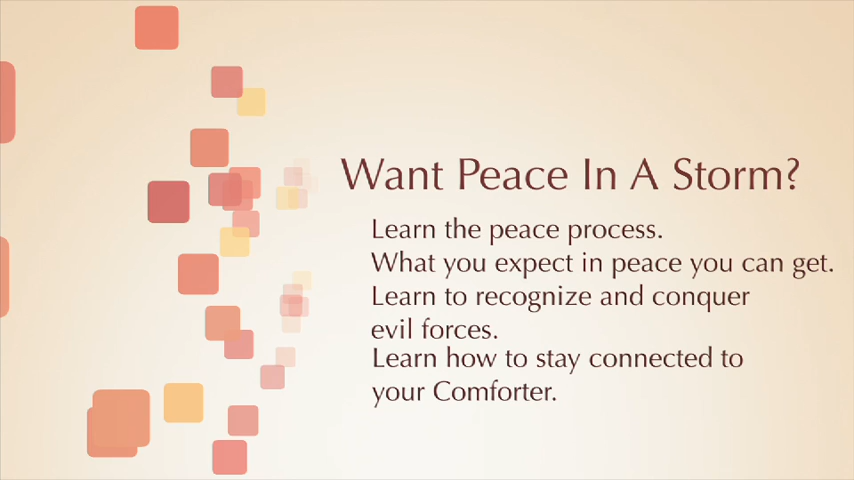 Want Peace In A Storm?
Learn the peace process.
What you expect in peace you can get.
Learn to recognize and conquer
evil forces.
Learn how to stay connected to
your Comforter.